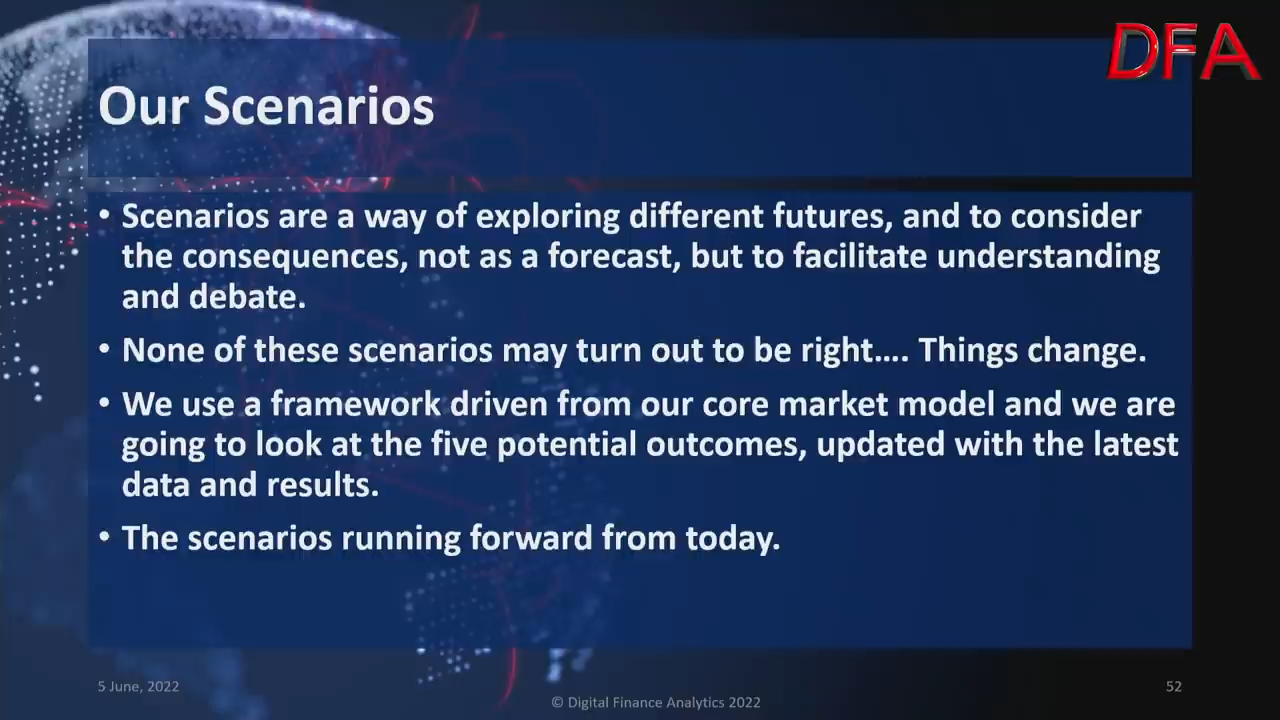 DFA
Our Scenarios
• Scenarios are a way of exploring different futures, and to consider
the consequences, not as a forecast, but to facilitate understanding
and debate.
• None of these scenarios may turn out to be right…. Things change.
• We use a framework driven from our core market model and we are
going to look at the five potential outcomes, updated with the latest
data and results.
• The scenarios running forward from today.
5 June, 2022
© Digital Finance Analytics 2022
52